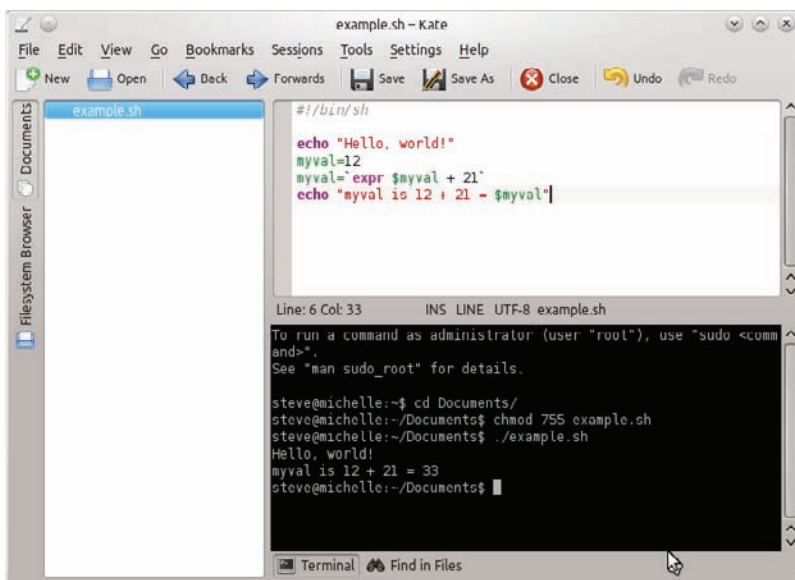 example.sh – Kate
File Edit View Go Bookmarks Sessions Tools Settings Help
New Open Back Forwards Save Save As Close Undo Redo
Documents
Filesystem Browser
example.sh
#!/bin/sh
echo "Hello, world!"
myval=12
myval=`expr $myval + 21`
echo "myval is 12 + 21 = $myval"
Line: 6 Col: 33 INS LINE UTF-8 example.sh
To run a command as administrator (user "root"), use "sudo <comm
and>".
See "man sudo_root" for details.
steve@michelle:~$ cd Documents/
steve@michelle:~/Documents$ chmod 755 example.sh
steve@michelle:~/Documents$ ./example.sh
Hello, world!
myval is 12 + 21 = 33
steve@michelle:~/Documents$
Terminal Find in Files